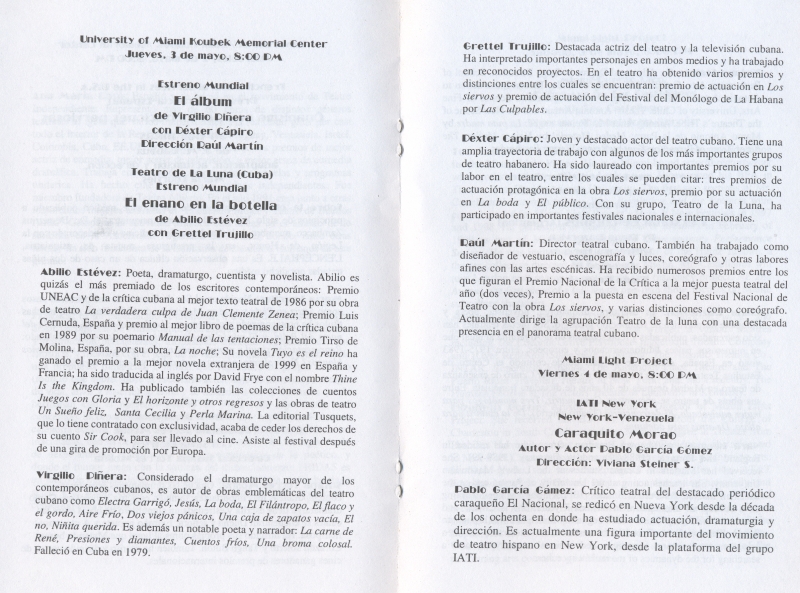 University of Miami Koubek Memorial Center
Jueves, 3 de mayo, 8:00 PM
Estreno Mundial
El álbum
de Virgilio Piñera
con Déxter Cápiro
Dirección Raúl Martín
Teatro de La Luna (Cuba)
Estreno Mundial
El enano en la botella
de Abilio Estévez
con Grettel Trujillo
Abilio Estévez: Poeta, dramaturgo, cuentista y novelista. Abilio es
quizás el más premiado de los escritores contemporáneos: Premio
UNEAC y de la crítica cubana al mejor texto teatral de 1986 por su obra
de teatro La verdadera culpa de Juan Clemente Zenea; Premio Luis
Cernuda, España y premio al mejor libro de poemas de la crítica cubana
en 1989 por su poemario Manual de las tentaciones; Premio Tirso de
Molina, España, por su obra, La noche; Su novela Tuyo es el reino ha
ganado el premio a la mejor novela extranjera de 1999 en España y
Francia; ha sido traducida al inglés por David Frye con el nombre Thine
Is the Kingdom. Ha publicado también las colecciones de cuentos
Juegos con Gloria y El horizonte y otros regresos y las obras de teatro
Un Sueño feliz, Santa Cecilia y Perla Marina. La editorial Tusquets,
que lo tiene contratado con exclusividad, acaba de ceder los derechos de
su cuento Sir Cook, para ser llevado al cine. Asiste al festival después
de una gira de promoción por Europa.
Virgilio Piñera: Considerado el dramaturgo mayor de los
contemporáneos cubanos, es autor de obras emblemáticas del teatro
cubano como Electra Garrigó, Jesús, La boda, El Filántropo, El flaco y
el gordo, Aire Frío, Dos viejos pánicos, Una caja de zapatos vacía, El
no, Niñita querida. Es además un notable poeta y narrador: La carne de
René, Presiones y diamantes, Cuentos fríos, Una broma colosal.
Falleció en Cuba en 1979.
Grettel Trujillo: Destacada actriz del teatro y la televisión cubana.
Ha interpretado importantes personajes en ambos medios y ha trabajado
en reconocidos proyectos. En el teatro ha obtenido varios premios y
distinciones entre los cuales se encuentran: premio de actuación en Los
siervos y premio de actuación del Festival del Monólogo de La Habana
por Las Culpables.
Déxter Cápiro: Joven y destacado actor del teatro cubano. Tiene una
amplia trayectoria de trabajo con algunos de los más importantes grupos
de teatro habanero. Ha sido laureado con importantes premios por su
labor en el teatro, entre los cuales se pueden citar: tres premios de
actuación protagónica en la obra Los siervos, premio por su actuación
en La boda y El público. Con su grupo, Teatro de la Luna, ha
participado en importantes festivales nacionales e internacionales.
Raúl Martín: Director teatral cubano. También ha trabajado como
diseñador de vestuario, escenografía y luces, coreógrafo y otras labores
afines con las artes escénicas. Ha recibido numerosos premios entre los
que figuran el Premio Nacional de la Crítica a la mejor puesta teatral del
año (dos veces), Premio a la puesta en escena del Festival Nacional de
Teatro con la obra Los siervos, y varias distinciones como coreógrafo.
Actualmente dirige la agrupación Teatro de la luna con una destacada
presencia en el panorama teatral cubano.
Miami Light Project
Viernes 4 de mayo, 8:00 PM
IATI New York
New York-Venezuela
Caraquito Morao
Autor y Actor Pablo García Gómez
Dirección: Viviana Steiner S.
Pablo García Gámez: Crítico teatral del destacado periódico
caraqueño El Nacional, se redicó en Nueva York desde la década
de los ochenta en donde ha estudiado actuación, dramaturgia y
dirección. Es actualmente una figura importante del movimiento
de teatro hispano en New York, desde la plataforma del grupo
IATI.